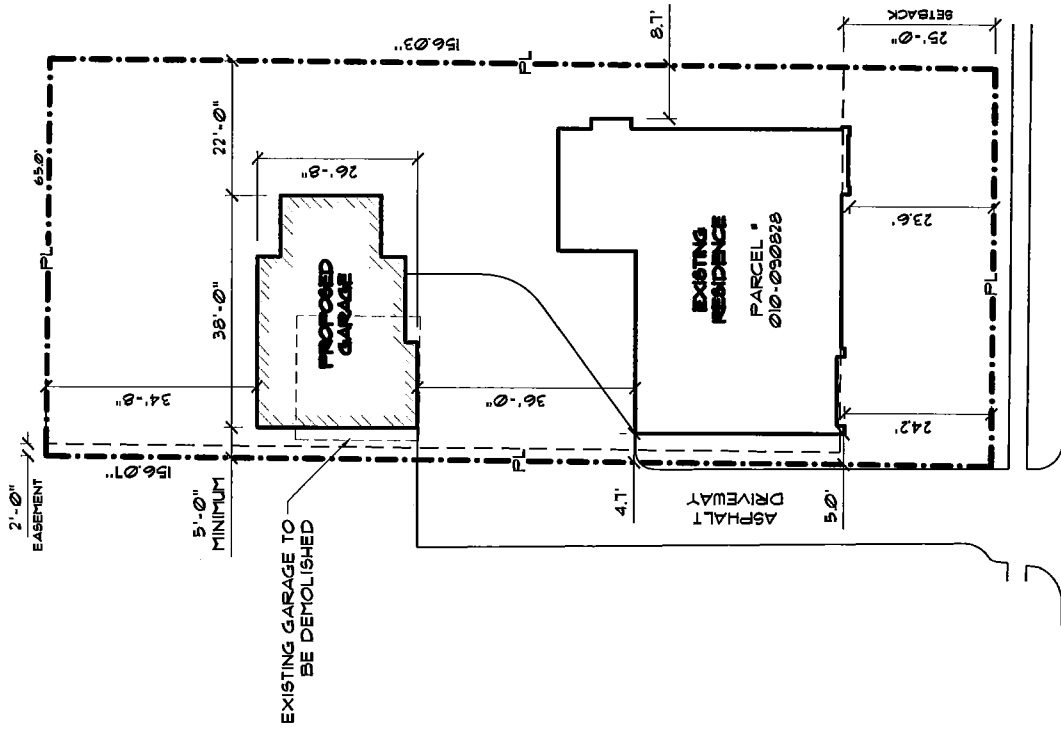 2'-0"
EASEMENT
65.0'
PL
156.03"
PL
8.7'
25'-0"
SETBACK
22'-0"
26'-8"
38'-0"
34'-8"
156.07"
5'-0"
MINIMUM
PROPOSED
GARAGE
EXISTING GARAGE TO
BE DEMOLISHED
36'-0"
PL
4.7'
ASPHALT
DRIVEWAY
5.0'
EXISTING
RESIDENCE
PARCEL #
010-090828
23.6'
24.2'
PL